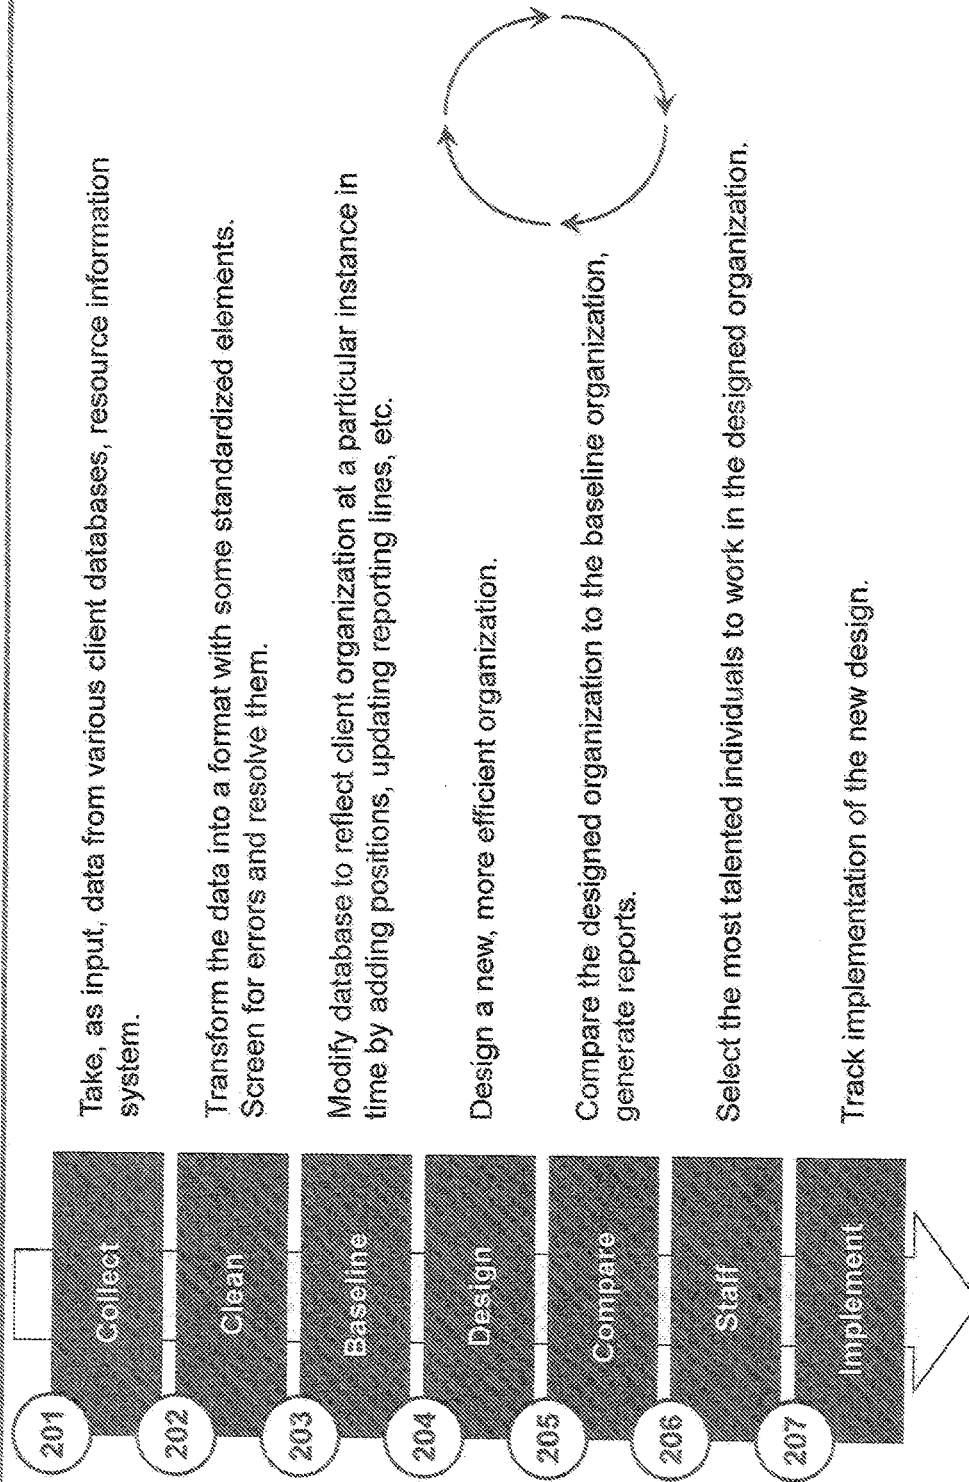 201
Collect
Take, as input, data from various client databases, resource information
system.
202
Clean
Transform the data into a format with some standardized elements.
Screen for errors and resolve them.
203
Baseline
Modify database to reflect client organization at a particular instance in
time by adding positions, updating reporting lines, etc.
204
Design
Design a new, more efficient organization.
205
Compare
Compare the designed organization to the baseline organization,
generate reports.
206
Staff
Select the most talented individuals to work in the designed organization.
207
Implement
Track implementation of the new design.